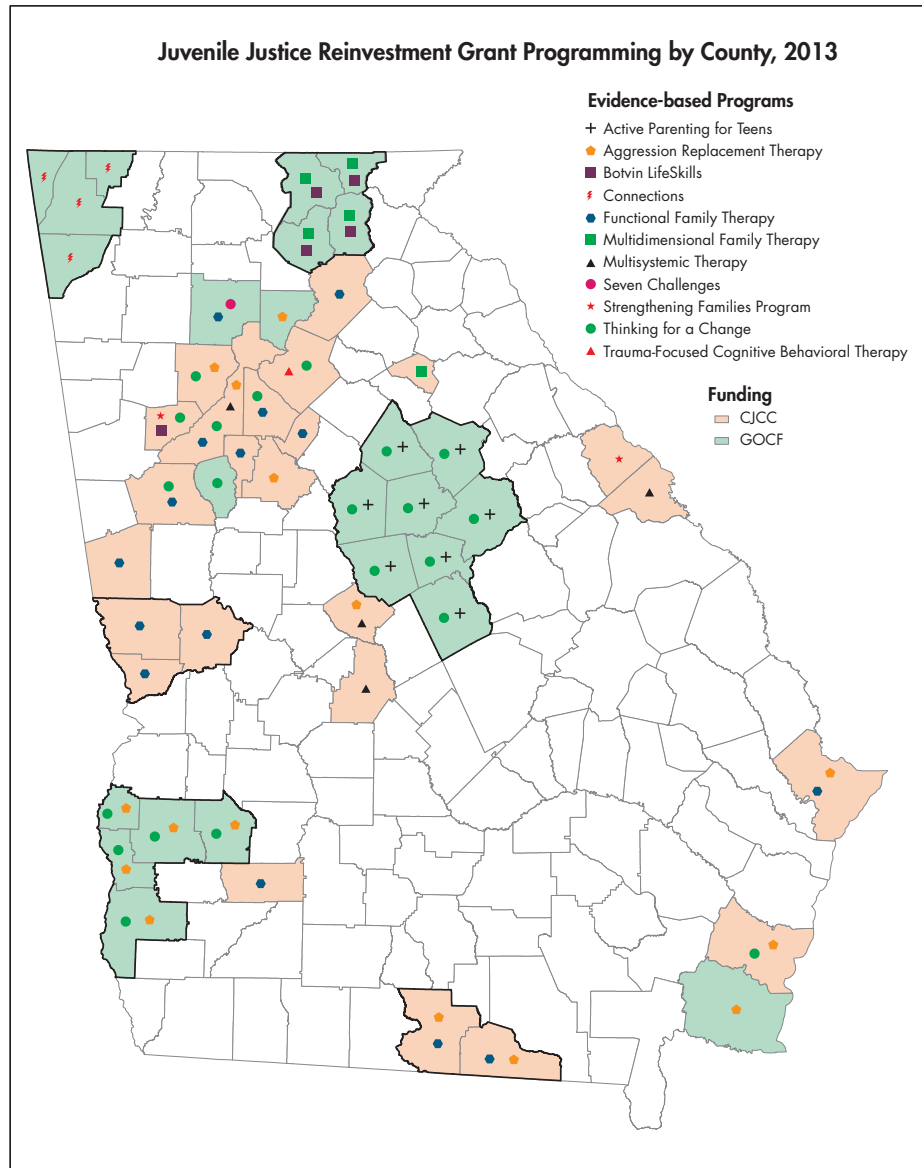 Juvenile Justice Reinvestment Grant Programming by County, 2013
Evidence-based Programs
Active Parenting for Teens
Aggression Replacement Therapy
Botvin LifeSkills
Connections
Functional Family Therapy
Multidimensional Family Therapy
Multisystemic Therapy
Seven Challenges
Strengthening Families Program
Thinking for a Change
Trauma-Focused Cognitive Behavioral Therapy
Funding
CJCC
GOCF